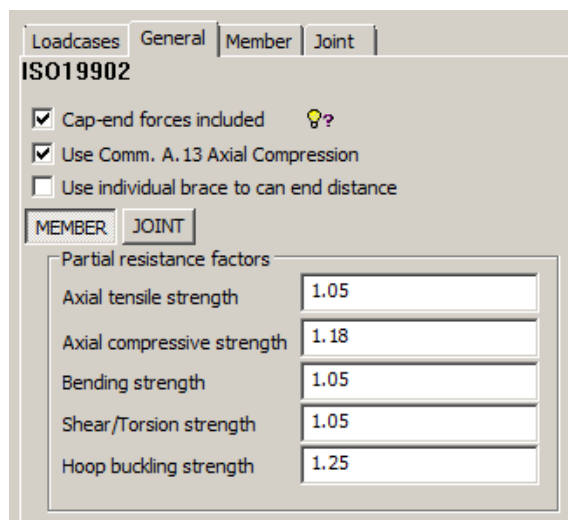 Loadcases General Member Joint
ISO19902
Cap-end forces included ?
Use Comm. A.13 Axial Compression
Use individual brace to can end distance
MEMBER JOINT
Partial resistance factors
Axial tensile strength 1.05
Axial compressive strength 1.18
Bending strength 1.05
Shear/Torsion strength 1.05
Hoop buckling strength 1.25